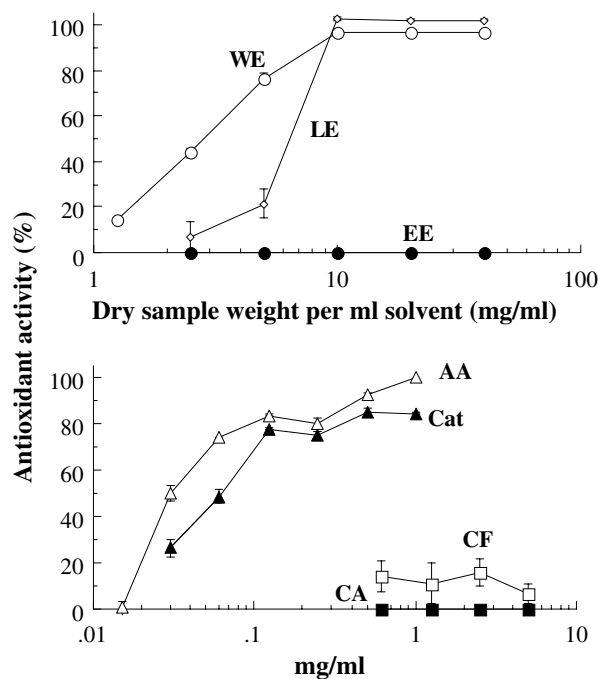 100
80
60
40
20
0
WE
LE
EE
1
10
100
Dry sample weight per ml solvent (mg/ml)
Antioxidant activity (%)
100
80
60
40
20
0
AA
Cat
CF
CA
.01
.1
1
10
mg/ml